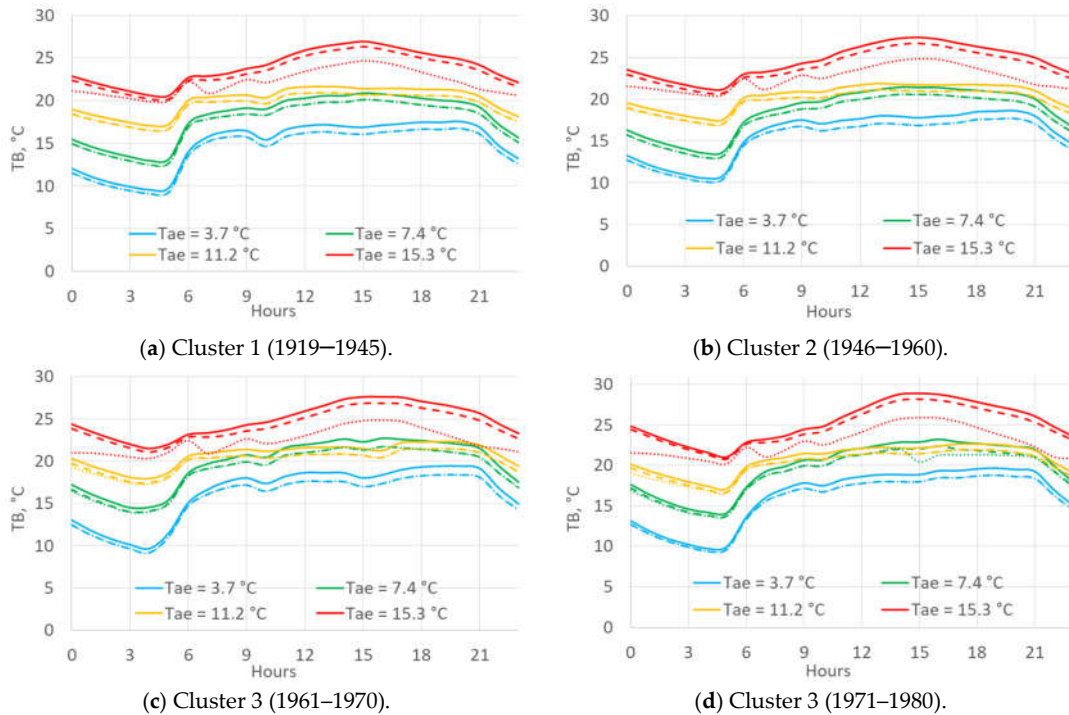 30
25
20
15
10
5
0
TB, °C
Tae = 3.7 °C Tae = 7.4 °C
Tae = 11.2 °C Tae = 15.3 °C
0 3 6 9 12 15 18 21
Hours
(a) Cluster 1 (1919–1945).
30
25
20
15
10
5
0
TB, °C
Tae = 3.7 °C Tae = 7.4 °C
Tae = 11.2 °C Tae = 15.3 °C
0 3 6 9 12 15 18 21
Hours
(b) Cluster 2 (1946–1960).
30
25
20
15
10
5
0
TB, °C
Tae = 3.7 °C Tae = 7.4 °C
Tae = 11.2 °C Tae = 15.3 °C
0 3 6 9 12 15 18 21
Hours
(c) Cluster 3 (1961–1970).
30
25
20
15
10
5
0
TB, °C
Tae = 3.7 °C Tae = 7.4 °C
Tae = 11.2 °C Tae = 15.3 °C
0 3 6 9 12 15 18 21
Hours
(d) Cluster 3 (1971–1980).